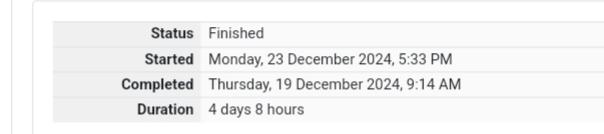 Status Finished
Started Monday, 23 December 2024, 5:33 PM
Completed Thursday, 19 December 2024, 9:14 AM
Duration 4 days 8 hours